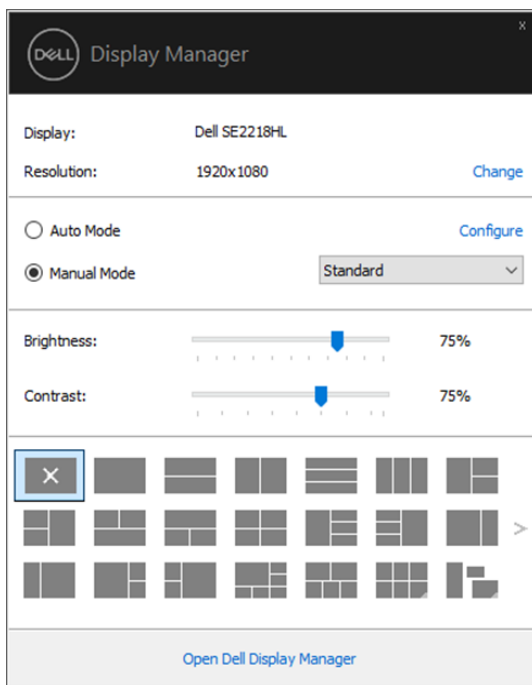 x
DELL Display Manager
Display: Dell SE2218HL
Resolution: 1920x1080 Change
Auto Mode Configure
Manual Mode Standard
Brightness: 75%
Contrast: 75%
Open Dell Display Manager